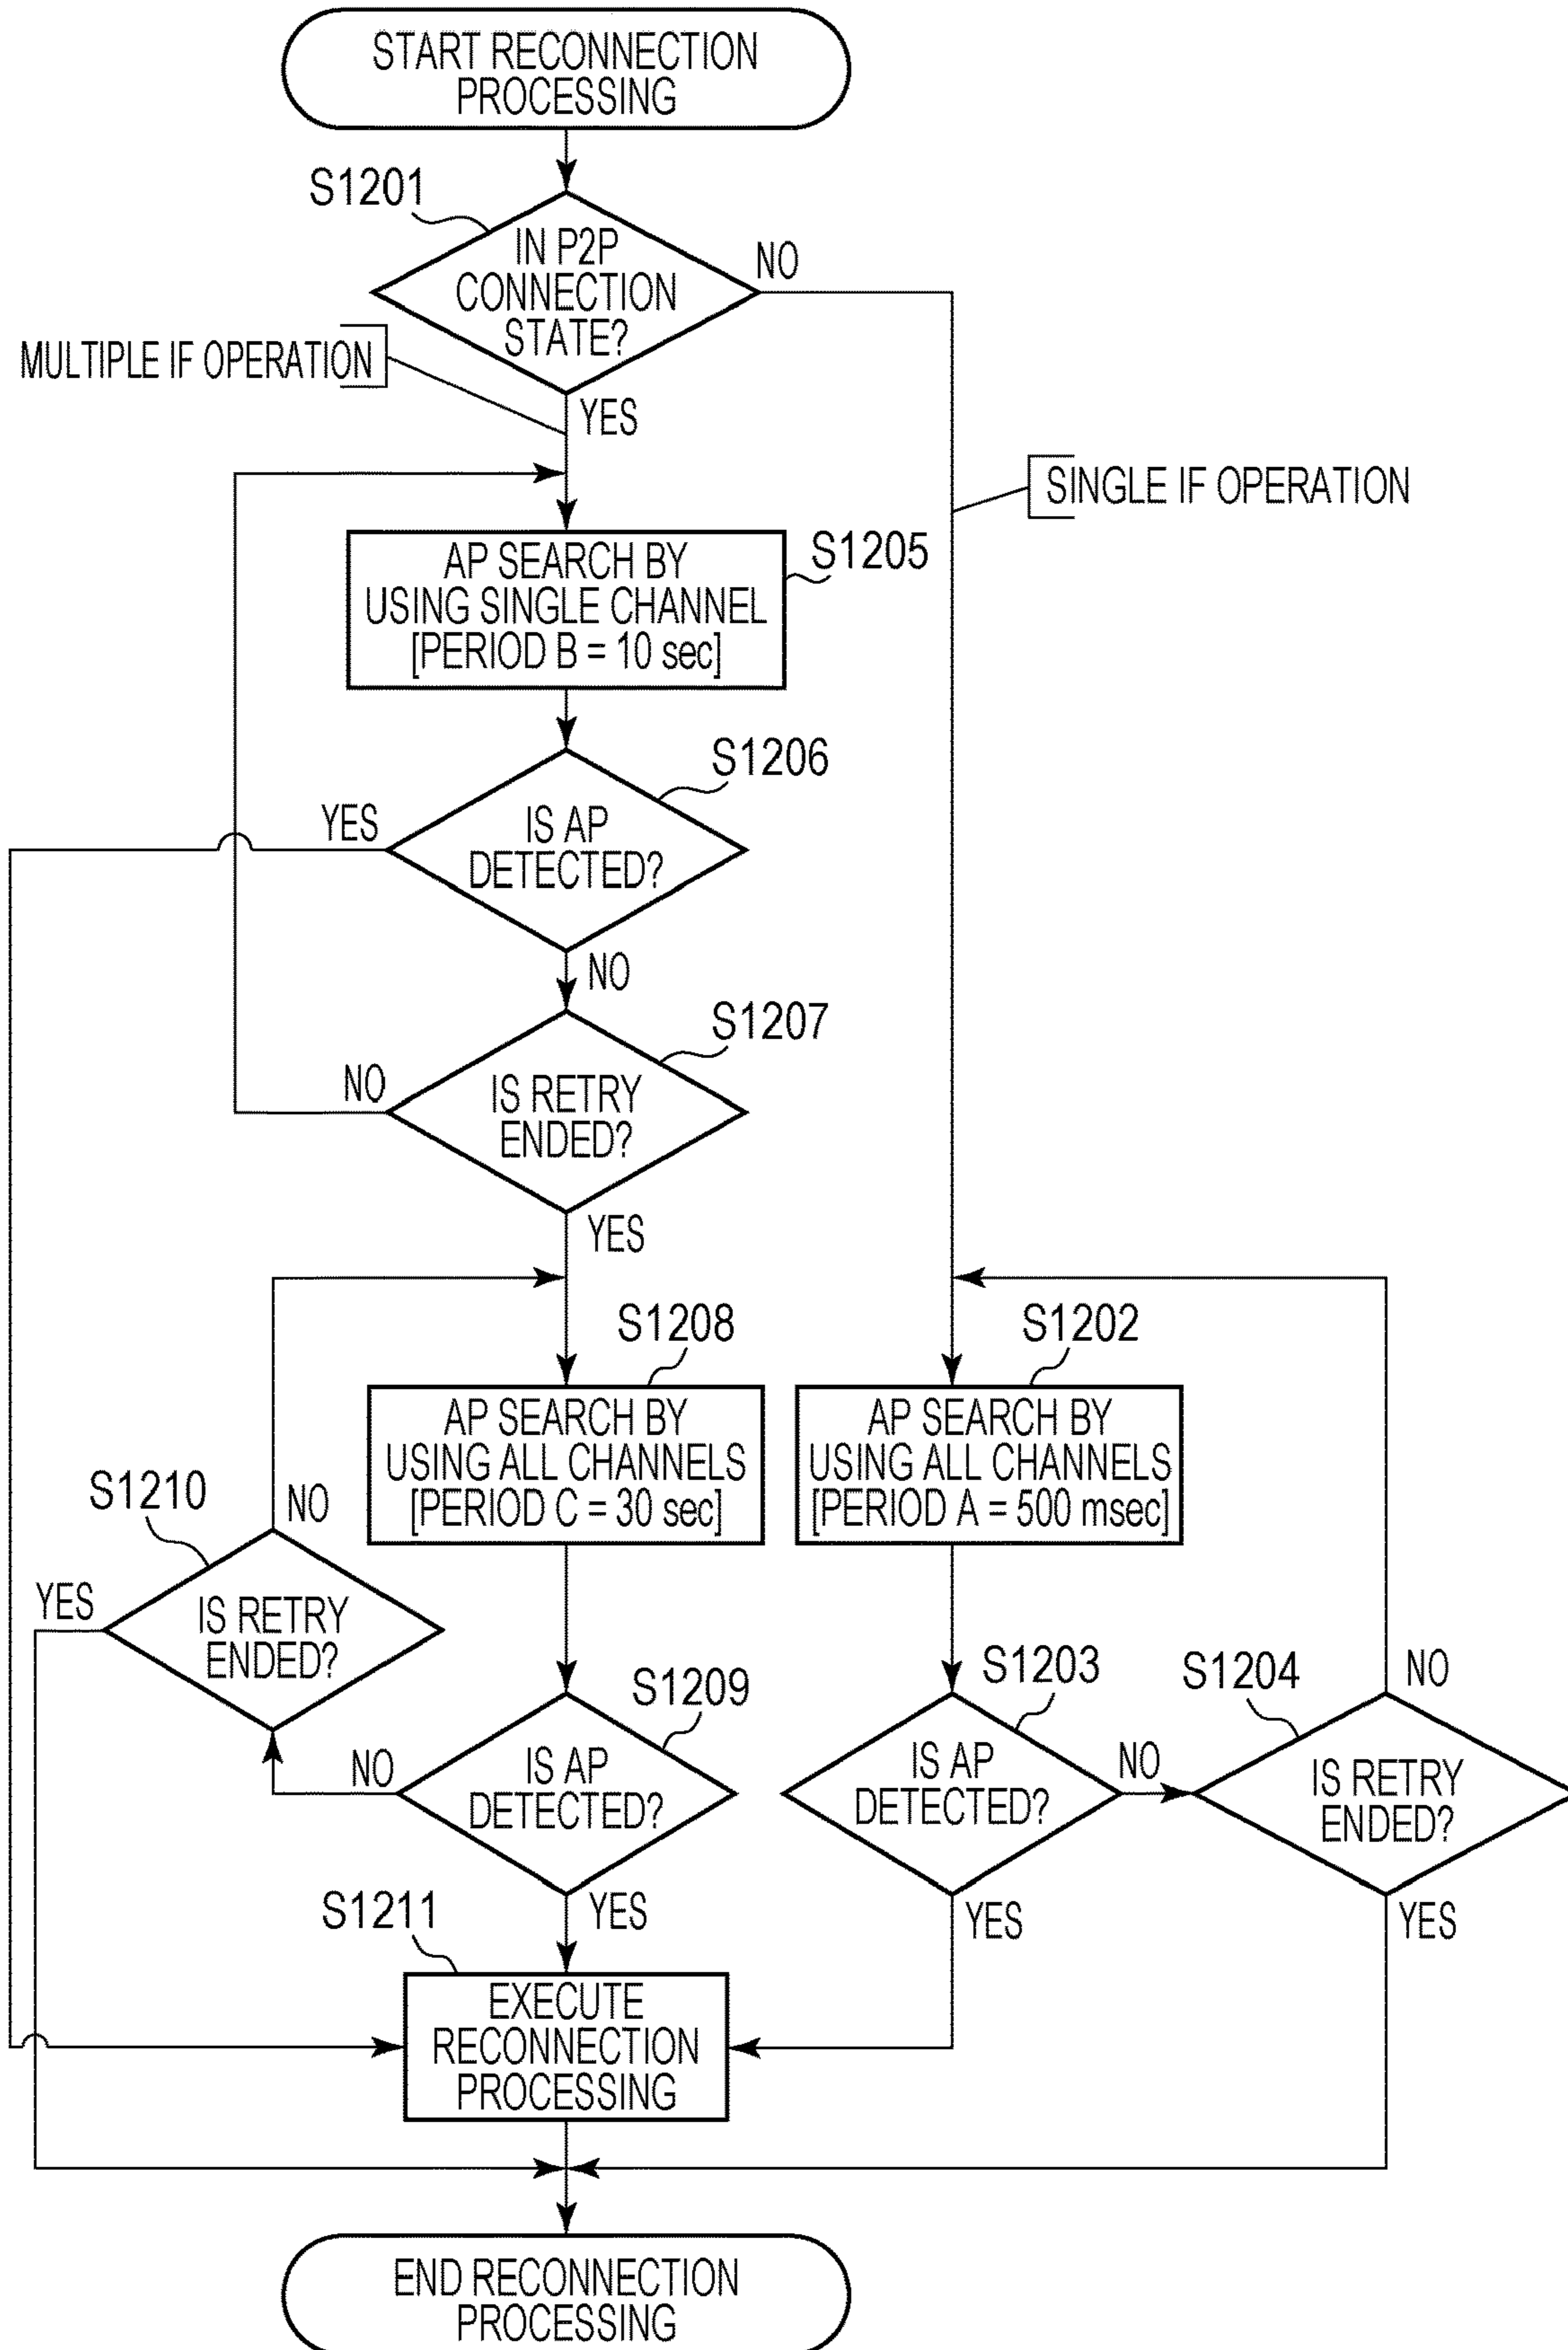 START RECONNECTION
PROCESSING
S1201
IN P2P
CONNECTION
STATE?
NO
MULTIPLE IF OPERATION
YES
SINGLE IF OPERATION
AP SEARCH BY
USING SINGLE CHANNEL
[PERIOD B = 10 sec]
S1205
S1206
YES
IS AP
DETECTED?
NO
S1207
NO
IS RETRY
ENDED?
YES
S1208
S1202
AP SEARCH BY
USING ALL CHANNELS
[PERIOD C = 30 sec]
AP SEARCH BY
USING ALL CHANNELS
[PERIOD A = 500 msec]
S1210
NO
YES
IS RETRY
ENDED?
S1209
NO
IS AP
DETECTED?
YES
S1203
IS AP
DETECTED?
NO
YES
S1204
NO
IS RETRY
ENDED?
YES
S1211
EXECUTE
RECONNECTION
PROCESSING
END RECONNECTION
PROCESSING